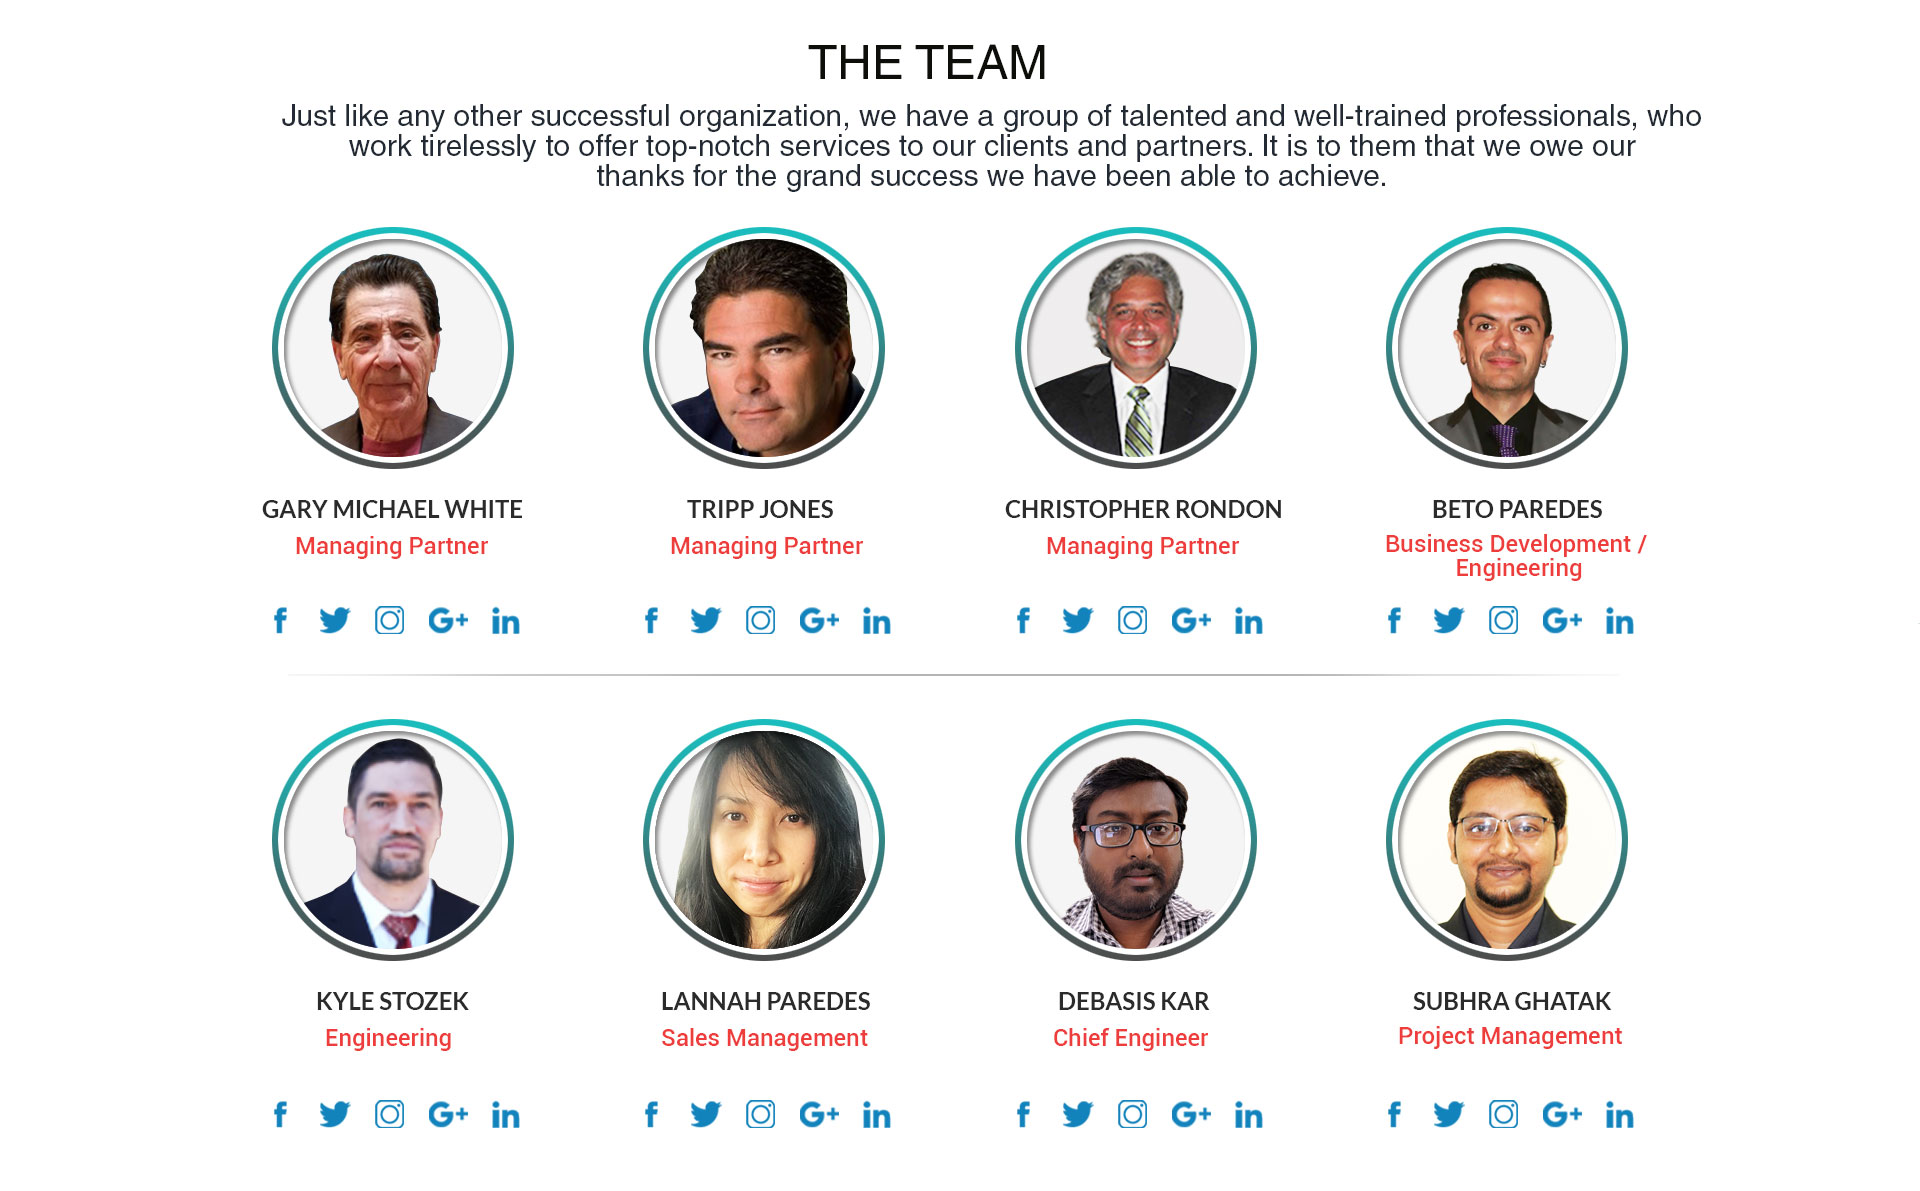 THE TEAM
Just like any other successful organization, we have a group of talented and well-trained professionals, who
work tirelessly to offer top-notch services to our clients and partners. It is to them that we owe our
thanks for the grand success we have been able to achieve.
GARY MICHAEL WHITE
Managing Partner
f G+ in
TRIPP JONES
Managing Partner
f G+ in
CHRISTOPHER RONDON
Managing Partner
f G+ in
BETO PAREDES
Business Development /
Engineering
f G+ in
KYLE STOZEK
Engineering
f G+ in
LANNAH PAREDES
Sales Management
f G+ in
DEBASIS KAR
Chief Engineer
f G+ in
SUBHRA GHATAK
Project Management
f G+ in